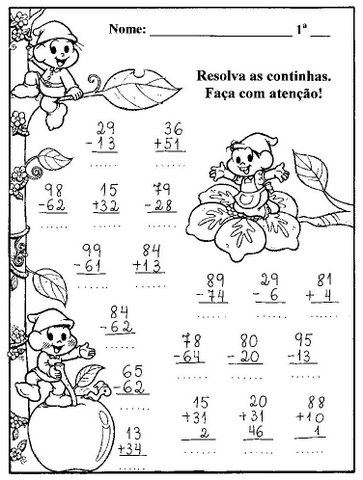 Nome: ____________________ 1ª ___
Resolva as continhas.
Faça com atenção!
29 36
-13 +51
98 15 79
-62 +32 -28
99 84
-61 +13
89 29 81
-74 - 6 + 4
84
-62
78 80 95
-64 -20 -13
65
-62
15 20 88
+31 +31 +10
2 46 1
13
+34